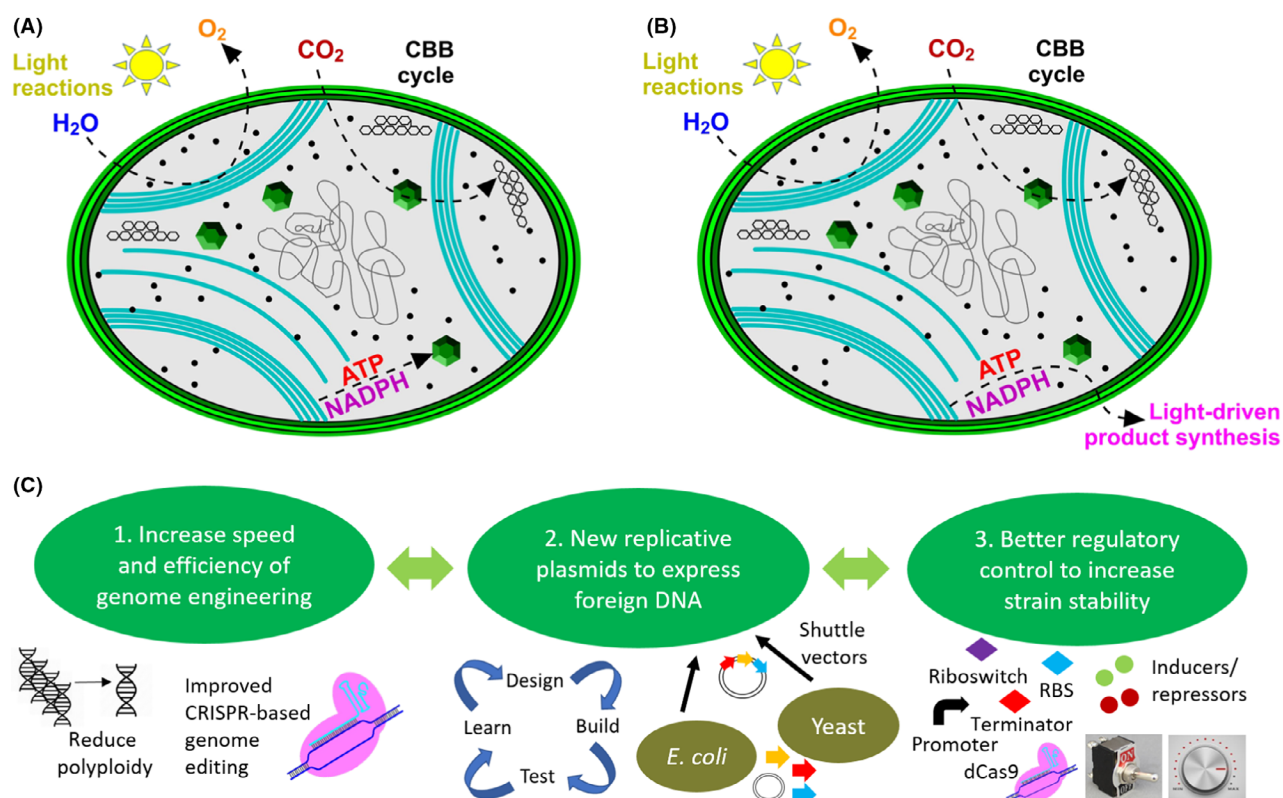 (A)
O₂
CO₂
CBB
cycle
Light
reactions
H₂O
ATP
NADPH
(B)
O₂
CO₂
CBB
cycle
Light
reactions
H₂O
ATP
NADPH
Light-driven
product synthesis
(C)
1. Increase speed
and efficiency of
genome engineering
2. New replicative
plasmids to express
foreign DNA
3. Better regulatory
control to increase
strain stability
Reduce
polyploidy
Improved
CRISPR-based
genome
editing
Design
Build
Test
Learn
Shuttle
vectors
E. coli
Yeast
Riboswitch
RBS
Inducers/
repressors
Terminator
Promoter
dCas9
ON